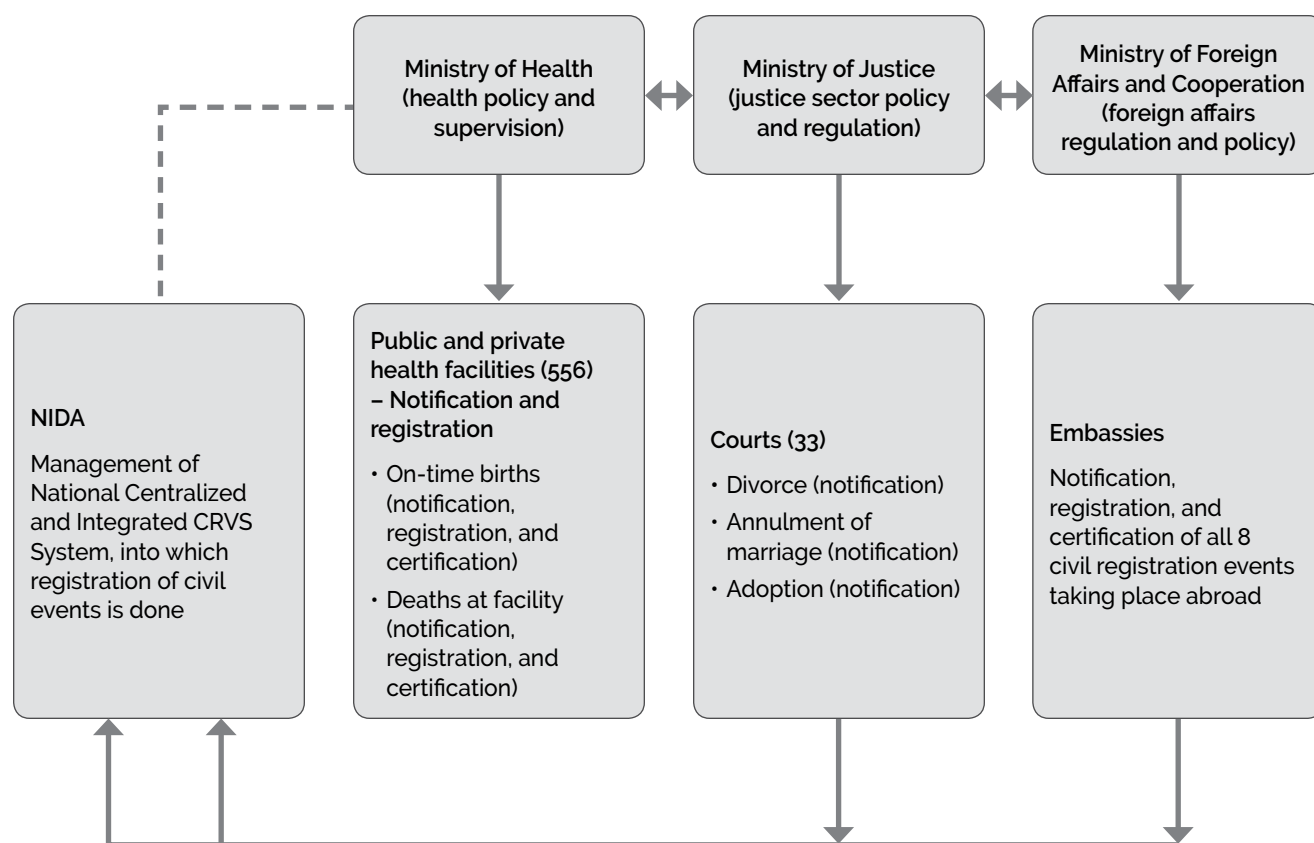 Ministry of Health
(health policy and
supervision)
Ministry of Justice
(justice sector policy
and regulation)
Ministry of Foreign
Affairs and Cooperation
(foreign affairs
regulation and policy)
NIDA
Management of
National Centralized
and Integrated CRVS
System, into which
registration of civil
events is done
Public and private
health facilities (556)
– Notification and
registration
• On-time births
(notification,
registration, and
certification)
• Deaths at facility
(notification,
registration, and
certification)
Courts (33)
• Divorce (notification)
• Annulment of
marriage (notification)
• Adoption (notification)
Embassies
Notification,
registration, and
certification of all 8
civil registration events
taking place abroad